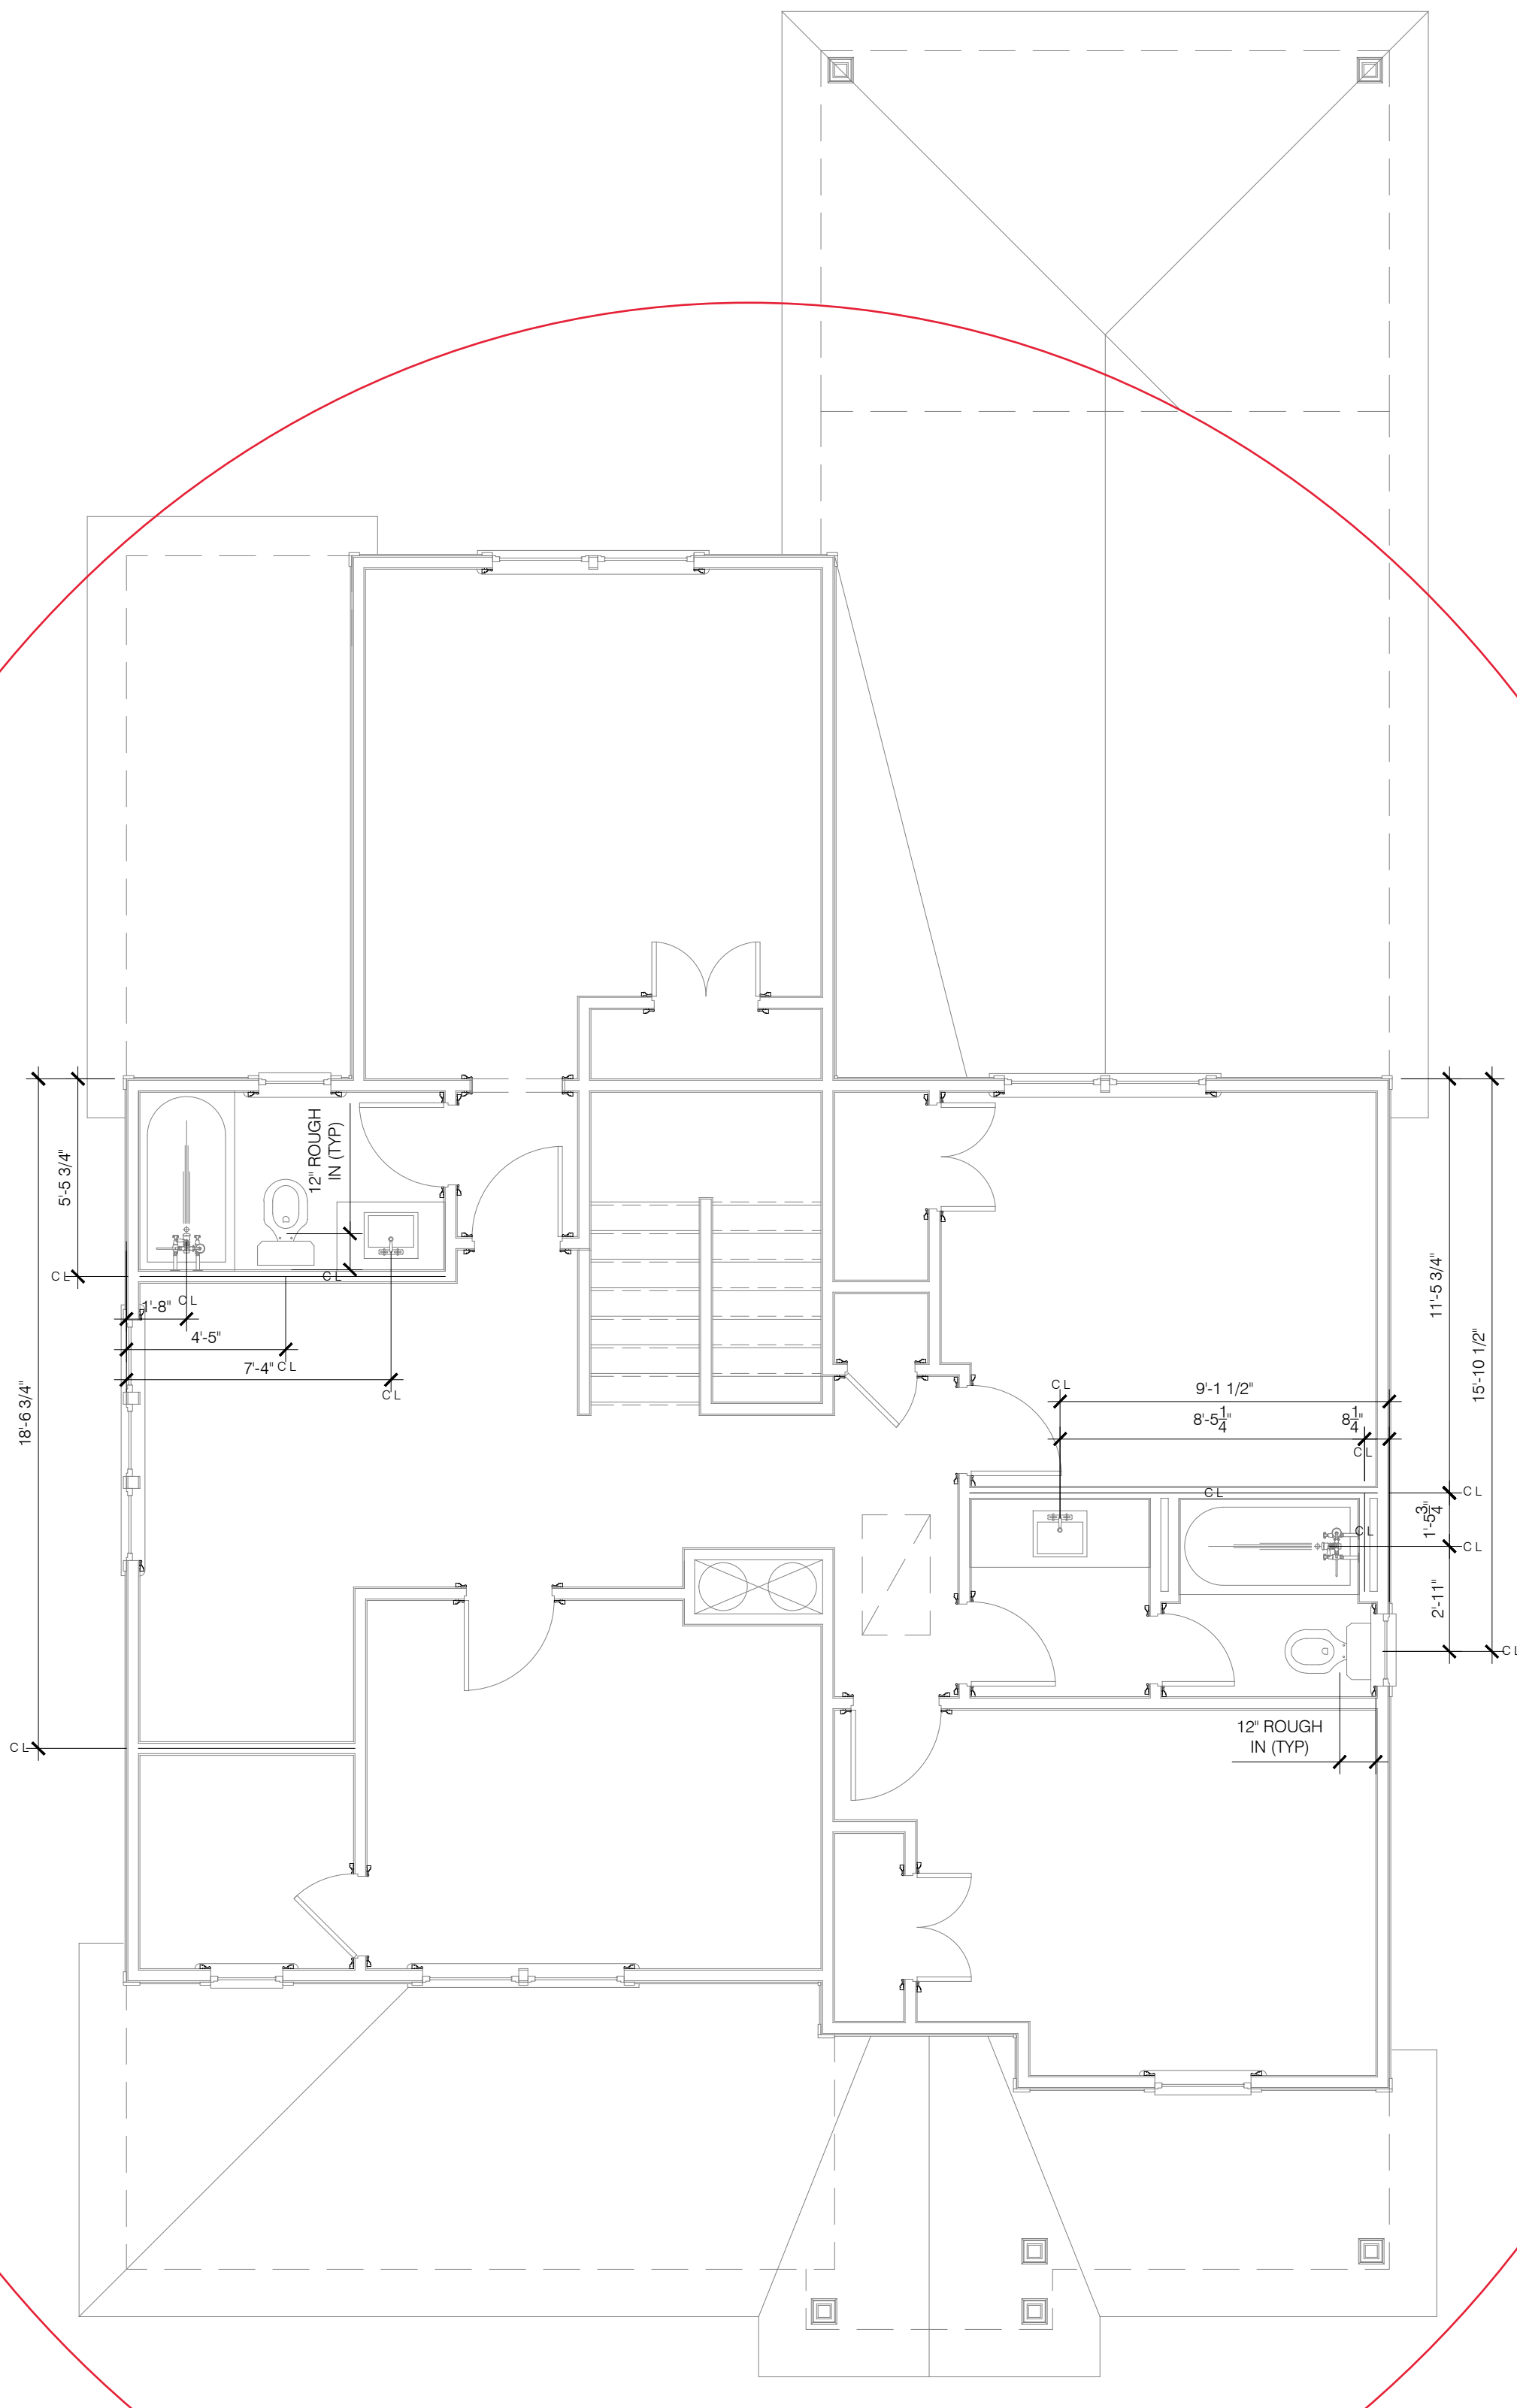 12" ROUGH
IN (TYP)
5'-5 3/4"
C L
C L
1'-8"
C L
4'-5"
C L
7'-4"
C L
18'-6 3/4"
C L
11'-5 3/4"
15'-10 1/2"
C L
9'-1 1/2"
8'-5 1/4"
8 1/4"
C L
C L
C L
C L
1'-5 3/4"
C L
2'-11"
C L
12" ROUGH
IN (TYP)